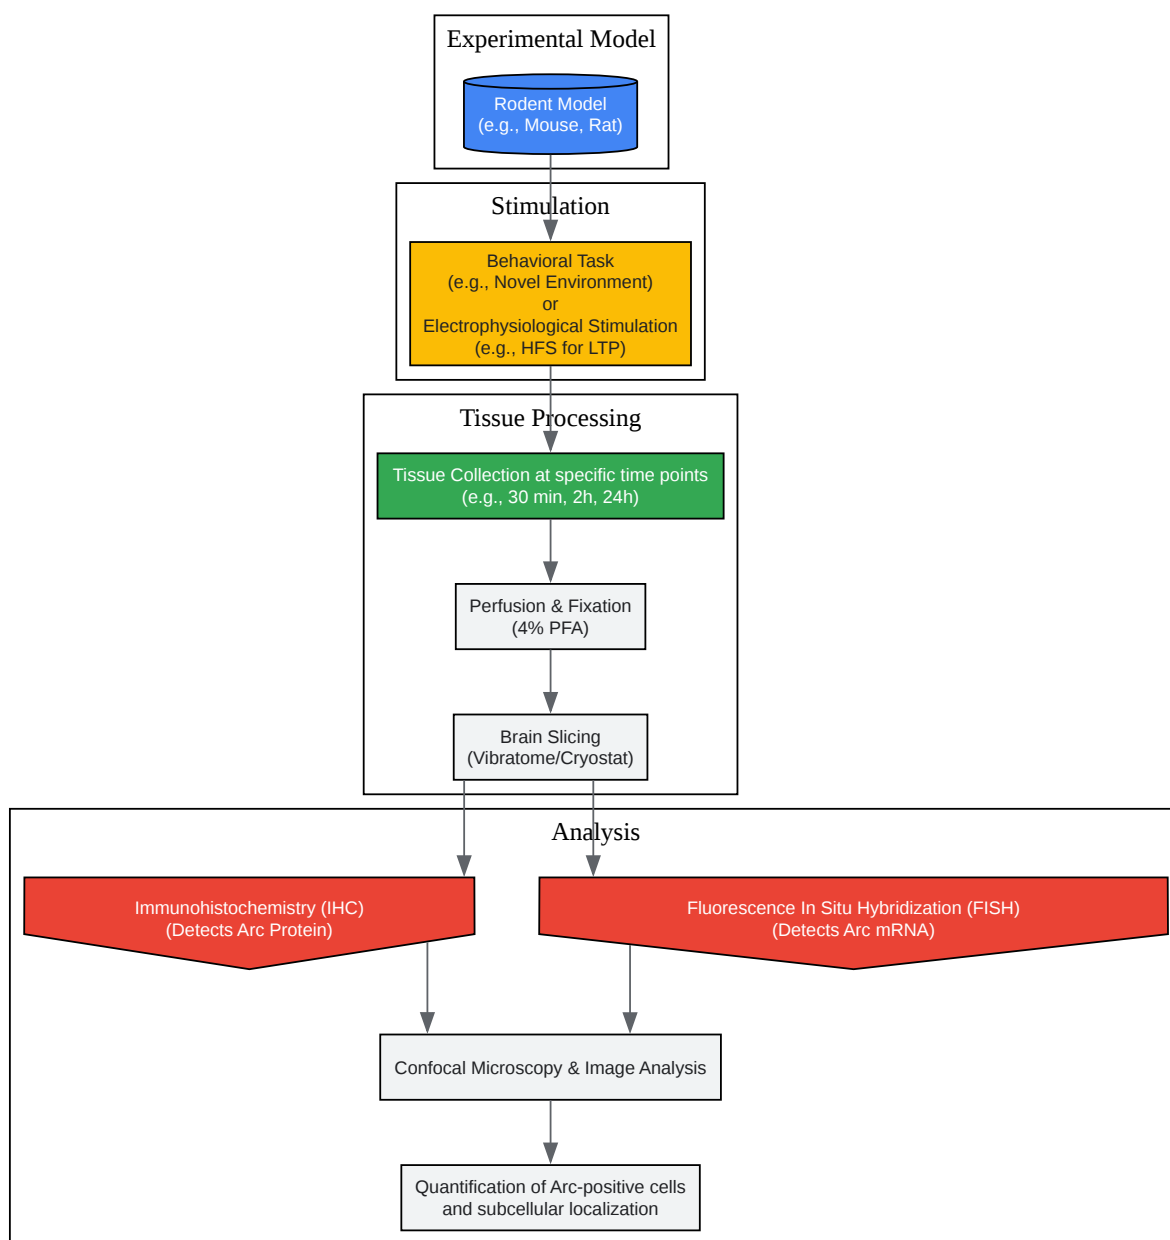 Experimental Model
Rodent Model
(e.g., Mouse, Rat)
Stimulation
Behavioral Task
(e.g., Novel Environment)
or
Electrophysiological Stimulation
(e.g., HFS for LTP)
Tissue Processing
Tissue Collection at specific time points
(e.g., 30 min, 2h, 24h)
Perfusion & Fixation
(4% PFA)
Brain Slicing
(Vibratome/Cryostat)
Analysis
Immunohistochemistry (IHC)
(Detects Arc Protein)
Fluorescence In Situ Hybridization (FISH)
(Detects Arc mRNA)
Confocal Microscopy & Image Analysis
Quantification of Arc-positive cells
and subcellular localization